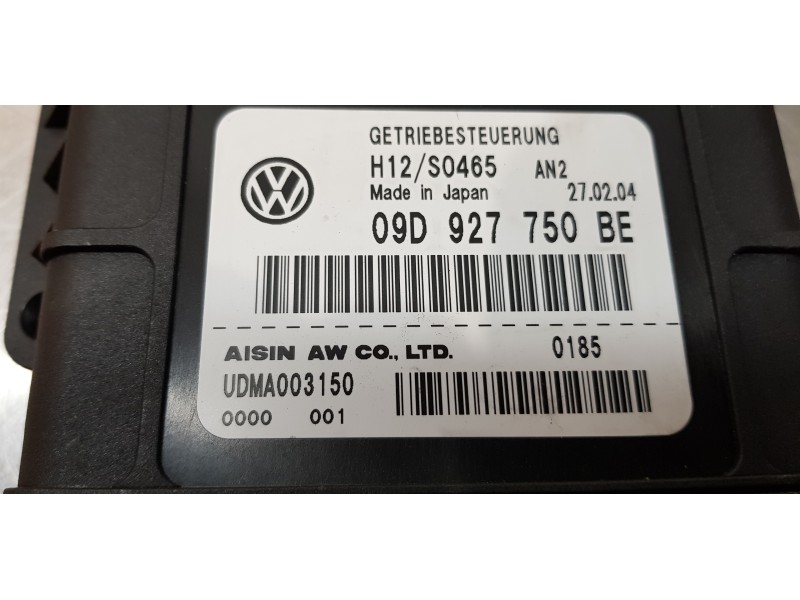 GETRIEBESTEUERUNG
H12/S0465 AN2
Made in Japan 27.02.04
09D 927 750 BE
AISIN AW CO., LTD. 0185
UDMA003150
0000 001